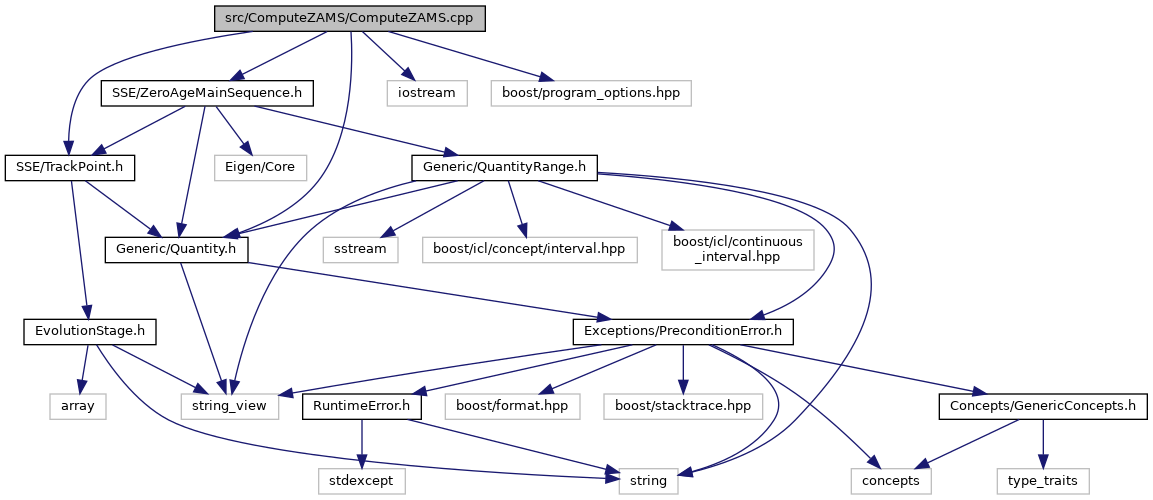 src/ComputeZAMS/ComputeZAMS.cpp
SSE/ZeroAgeMainSequence.h
iostream
boost/program_options.hpp
SSE/TrackPoint.h
Eigen/Core
Generic/QuantityRange.h
Generic/Quantity.h
sstream
boost/icl/concept/interval.hpp
boost/icl/continuous
_interval.hpp
EvolutionStage.h
Exceptions/PreconditionError.h
array
string_view
RuntimeError.h
boost/format.hpp
boost/stacktrace.hpp
Concepts/GenericConcepts.h
stdexcept
string
concepts
type_traits